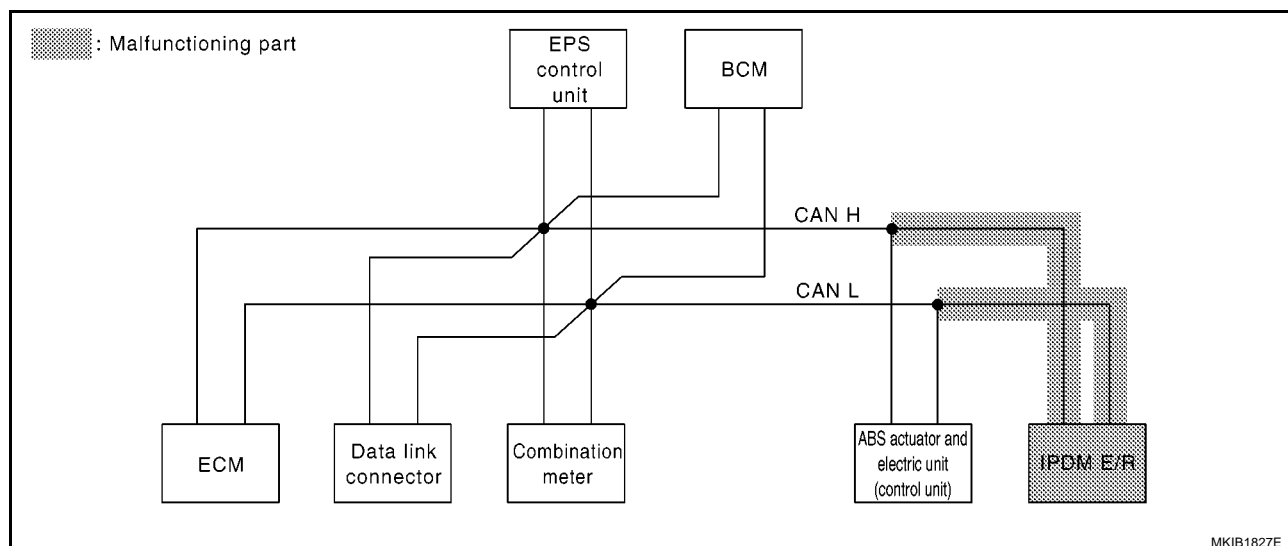 : Malfunctioning part
EPS
control
unit
BCM
CAN H
CAN L
ECM
Data link
connector
Combination
meter
ABS actuator and
electric unit
(control unit)
IPDM E/R
MKIB1827E